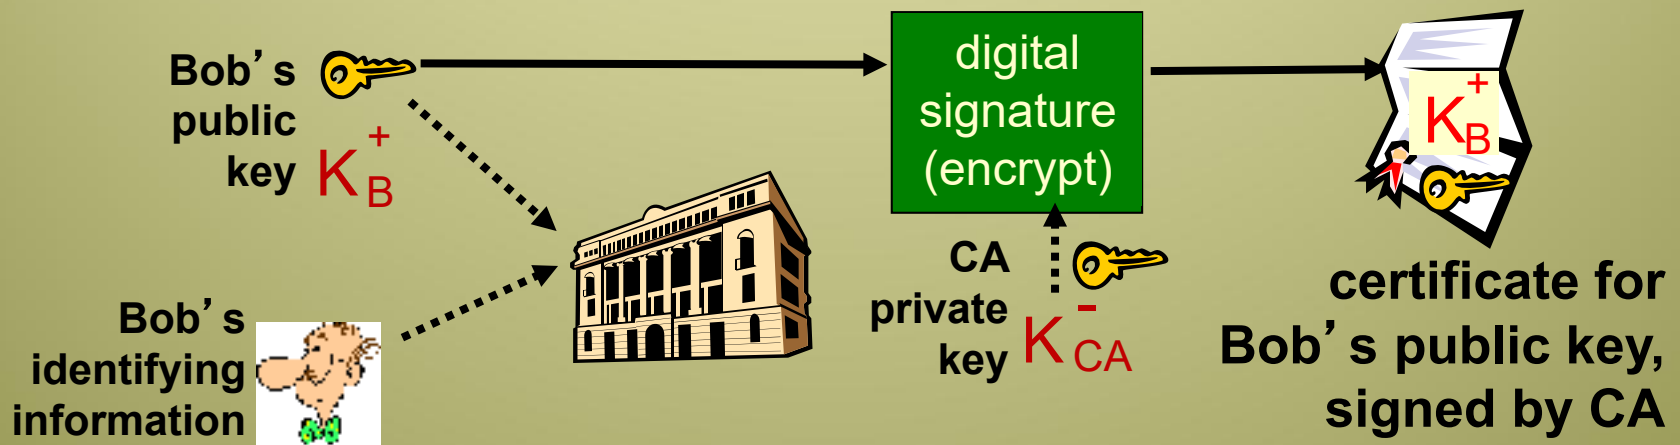 Bob's
public
key K+B
digital
signature
(encrypt)
K+B
CA
private
key K-CA
certificate for
Bob's public key,
signed by CA
Bob's
identifying
information